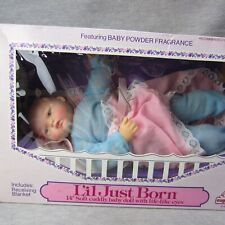 Featuring BABY POWDER FRAGRANCE
Includes
Receiving
Blanket
Li'l Just Born
14" Soft cuddly baby doll with life-like eyes